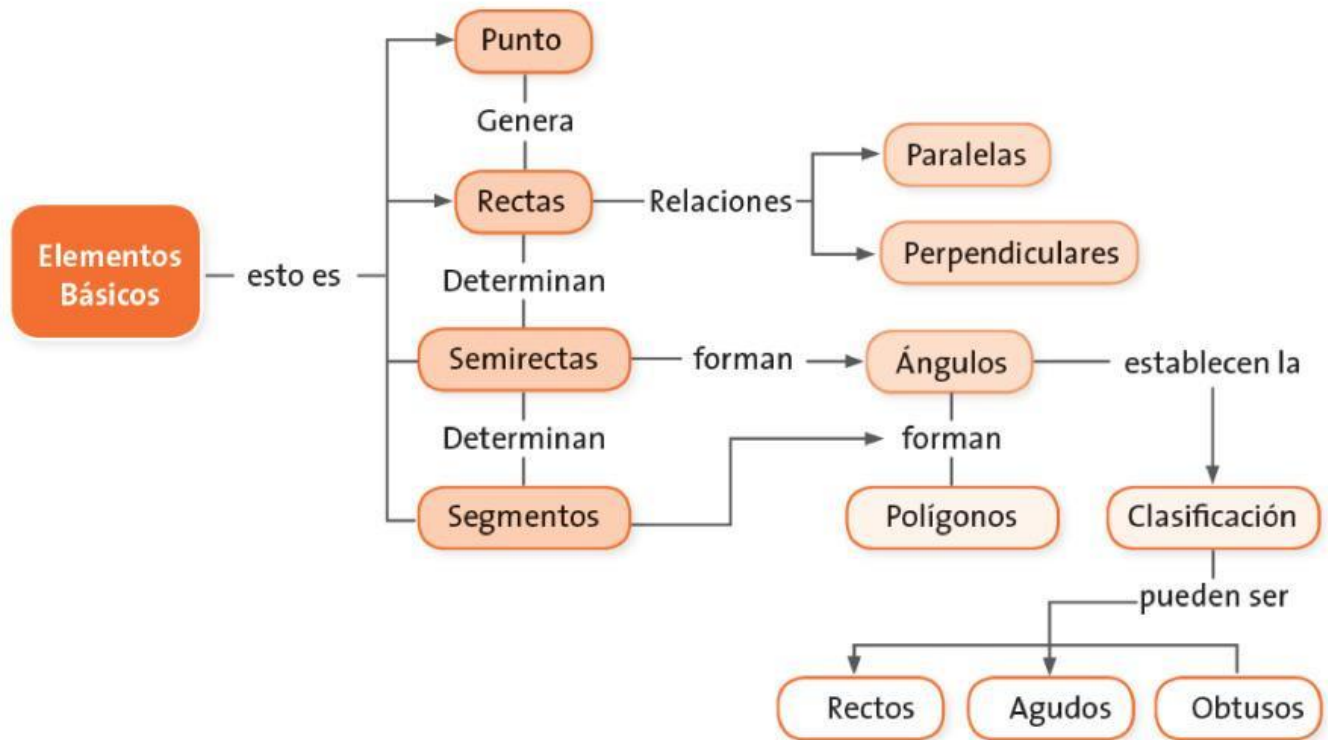 Punto
Genera
Rectas
Relaciones
Paralelas
Perpendiculares
Elementos
Básicos
esto es
Determinan
Semirectas
forman
Ángulos
establecen la
Determinan
forman
Segmentos
Polígonos
Clasificación
pueden ser
Rectos
Agudos
Obtusos